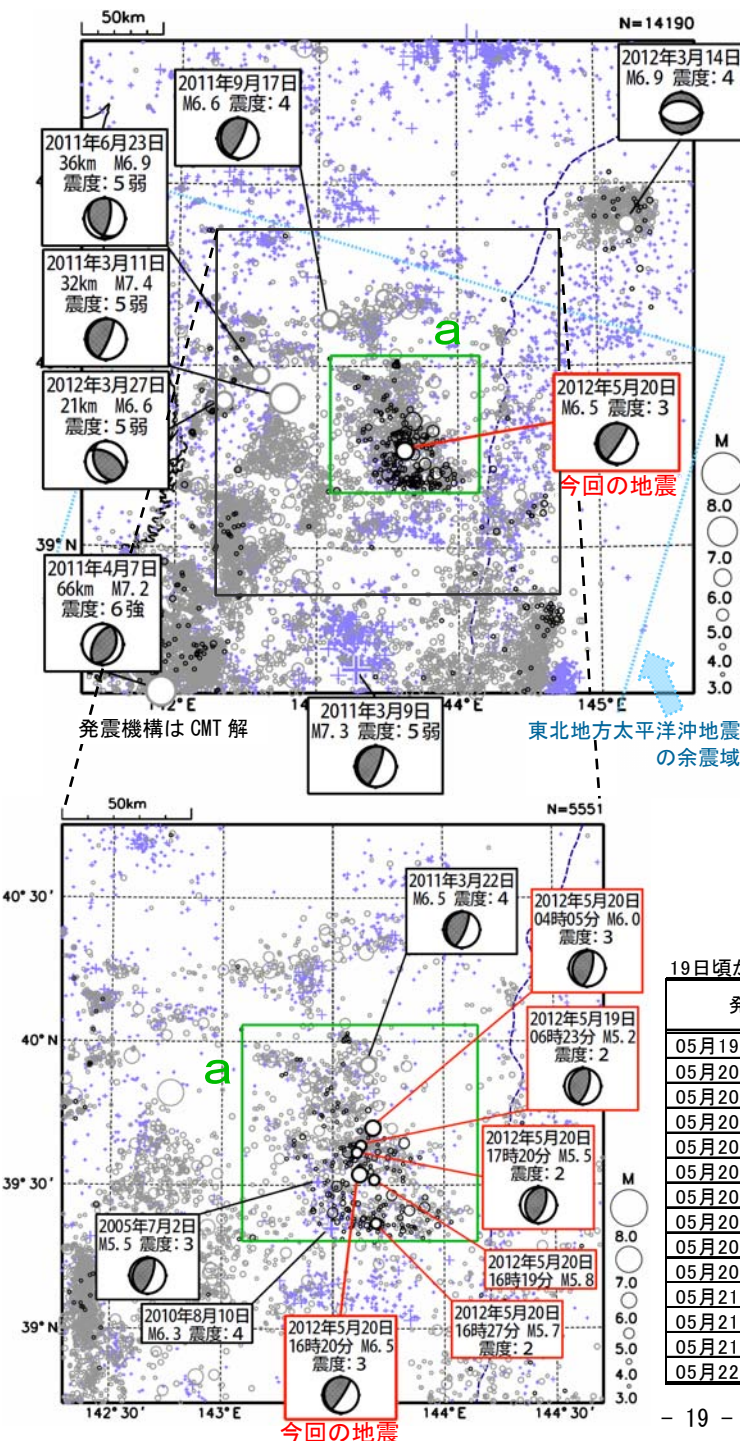 50km
N=14190
2012年3月14日
M6.9 震度：4
2011年9月17日
M6.6 震度：4
2011年6月23日
36km M6.9
震度：5弱
2011年3月11日
32km M7.4
震度：5弱
a
2012年3月27日
21km M6.6
震度：5弱
2012年5月20日
M6.5 震度：3
今回の地震
M
8.0
7.0
6.0
5.0
4.0
3.0
39°N
2011年4月7日
66km M7.2
震度：6強
144°E
145°E
発震機構は CMT 解
2011年3月9日
M7.3 震度：5弱
東北地方太平洋沖地震
の余震域
50km
N=5551
40°30'
2011年3月22日
M6.5 震度：4
2012年5月20日
04時05分 M6.0
震度：3
19日頃か
発
40°N
a
2012年5月19日
06時23分 M5.2
震度：2
05月19
05月20
05月20
05月20
05月20
05月20
05月20
05月20
05月20
05月20
05月21
05月21
05月21
05月22
2012年5月20日
17時20分 M5.5
震度：2
39°30'
M
8.0
7.0
6.0
5.0
4.0
3.0
2005年7月2日
M5.5 震度：3
2012年5月20日
16時19分 M5.8
2010年8月10日
M6.3 震度：4
39°N
2012年5月20日
16時20分 M6.5
震度：3
2012年5月20日
16時27分 M5.7
震度：2
142°30'
143°E
144°E
144°30'
今回の地震
- 19 -